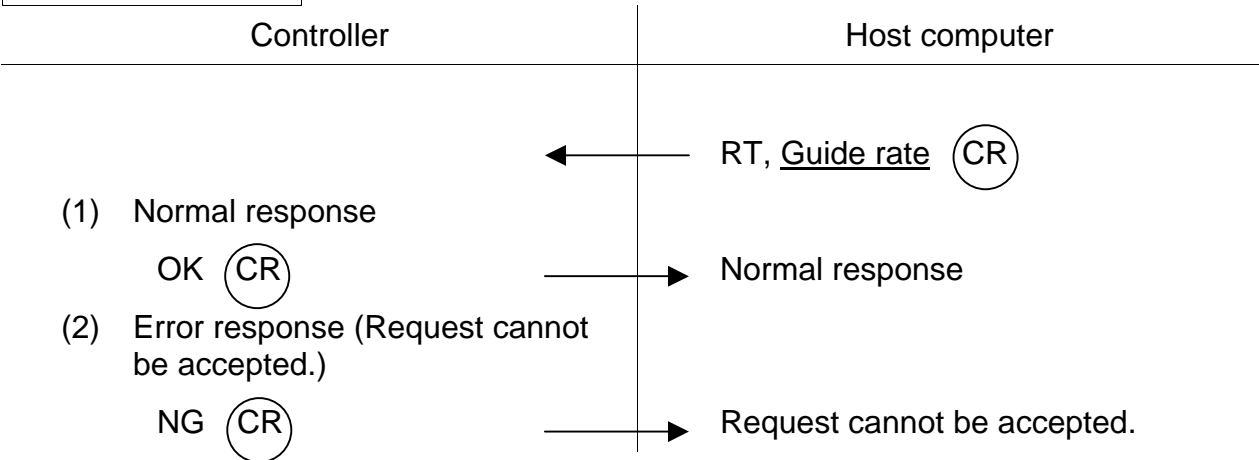 Controller Host computer
RT, Guide rate CR
(1) Normal response
OK CR Normal response
(2) Error response (Request cannot
be accepted.)
NG CR Request cannot be accepted.